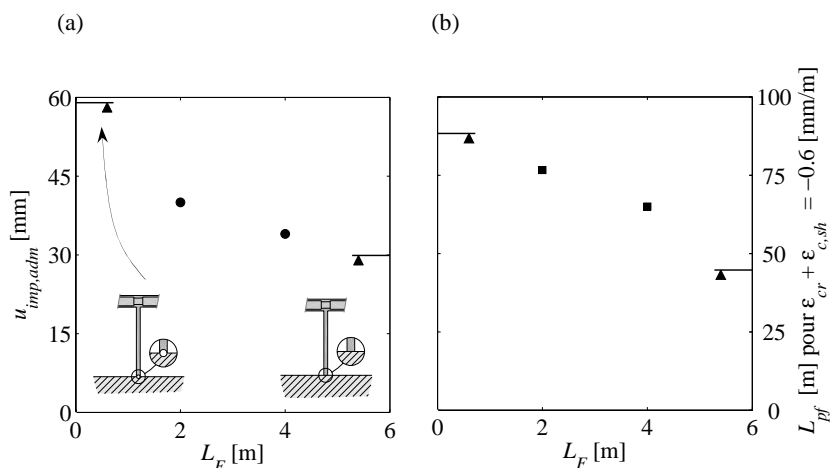 (a)
(b)
60
45
30
15
0
u_imp,adm [mm]
0 2 4 6
L_F [m]
100
75
50
25
0
L_pf [m] pour ε_cr + ε_c,sh = −0.6 [mm/m]
0 2 4 6
L_F [m]